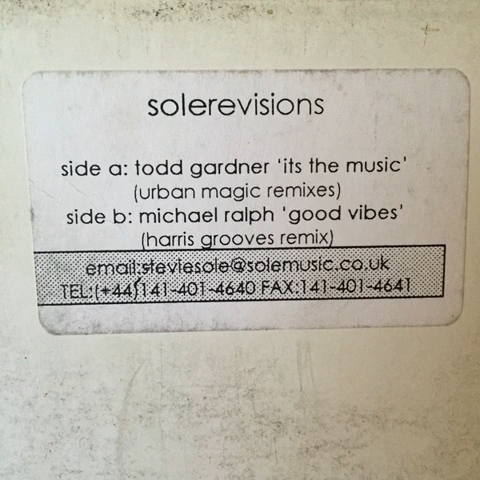 solerevisions
side a: todd gardner 'its the music'
(urban magic remixes)
side b: michael ralph 'good vibes'
(harris grooves remix)
email:steviesole@solemusic.co.uk
TEL:(+44)141-401-4640 FAX:141-401-4641